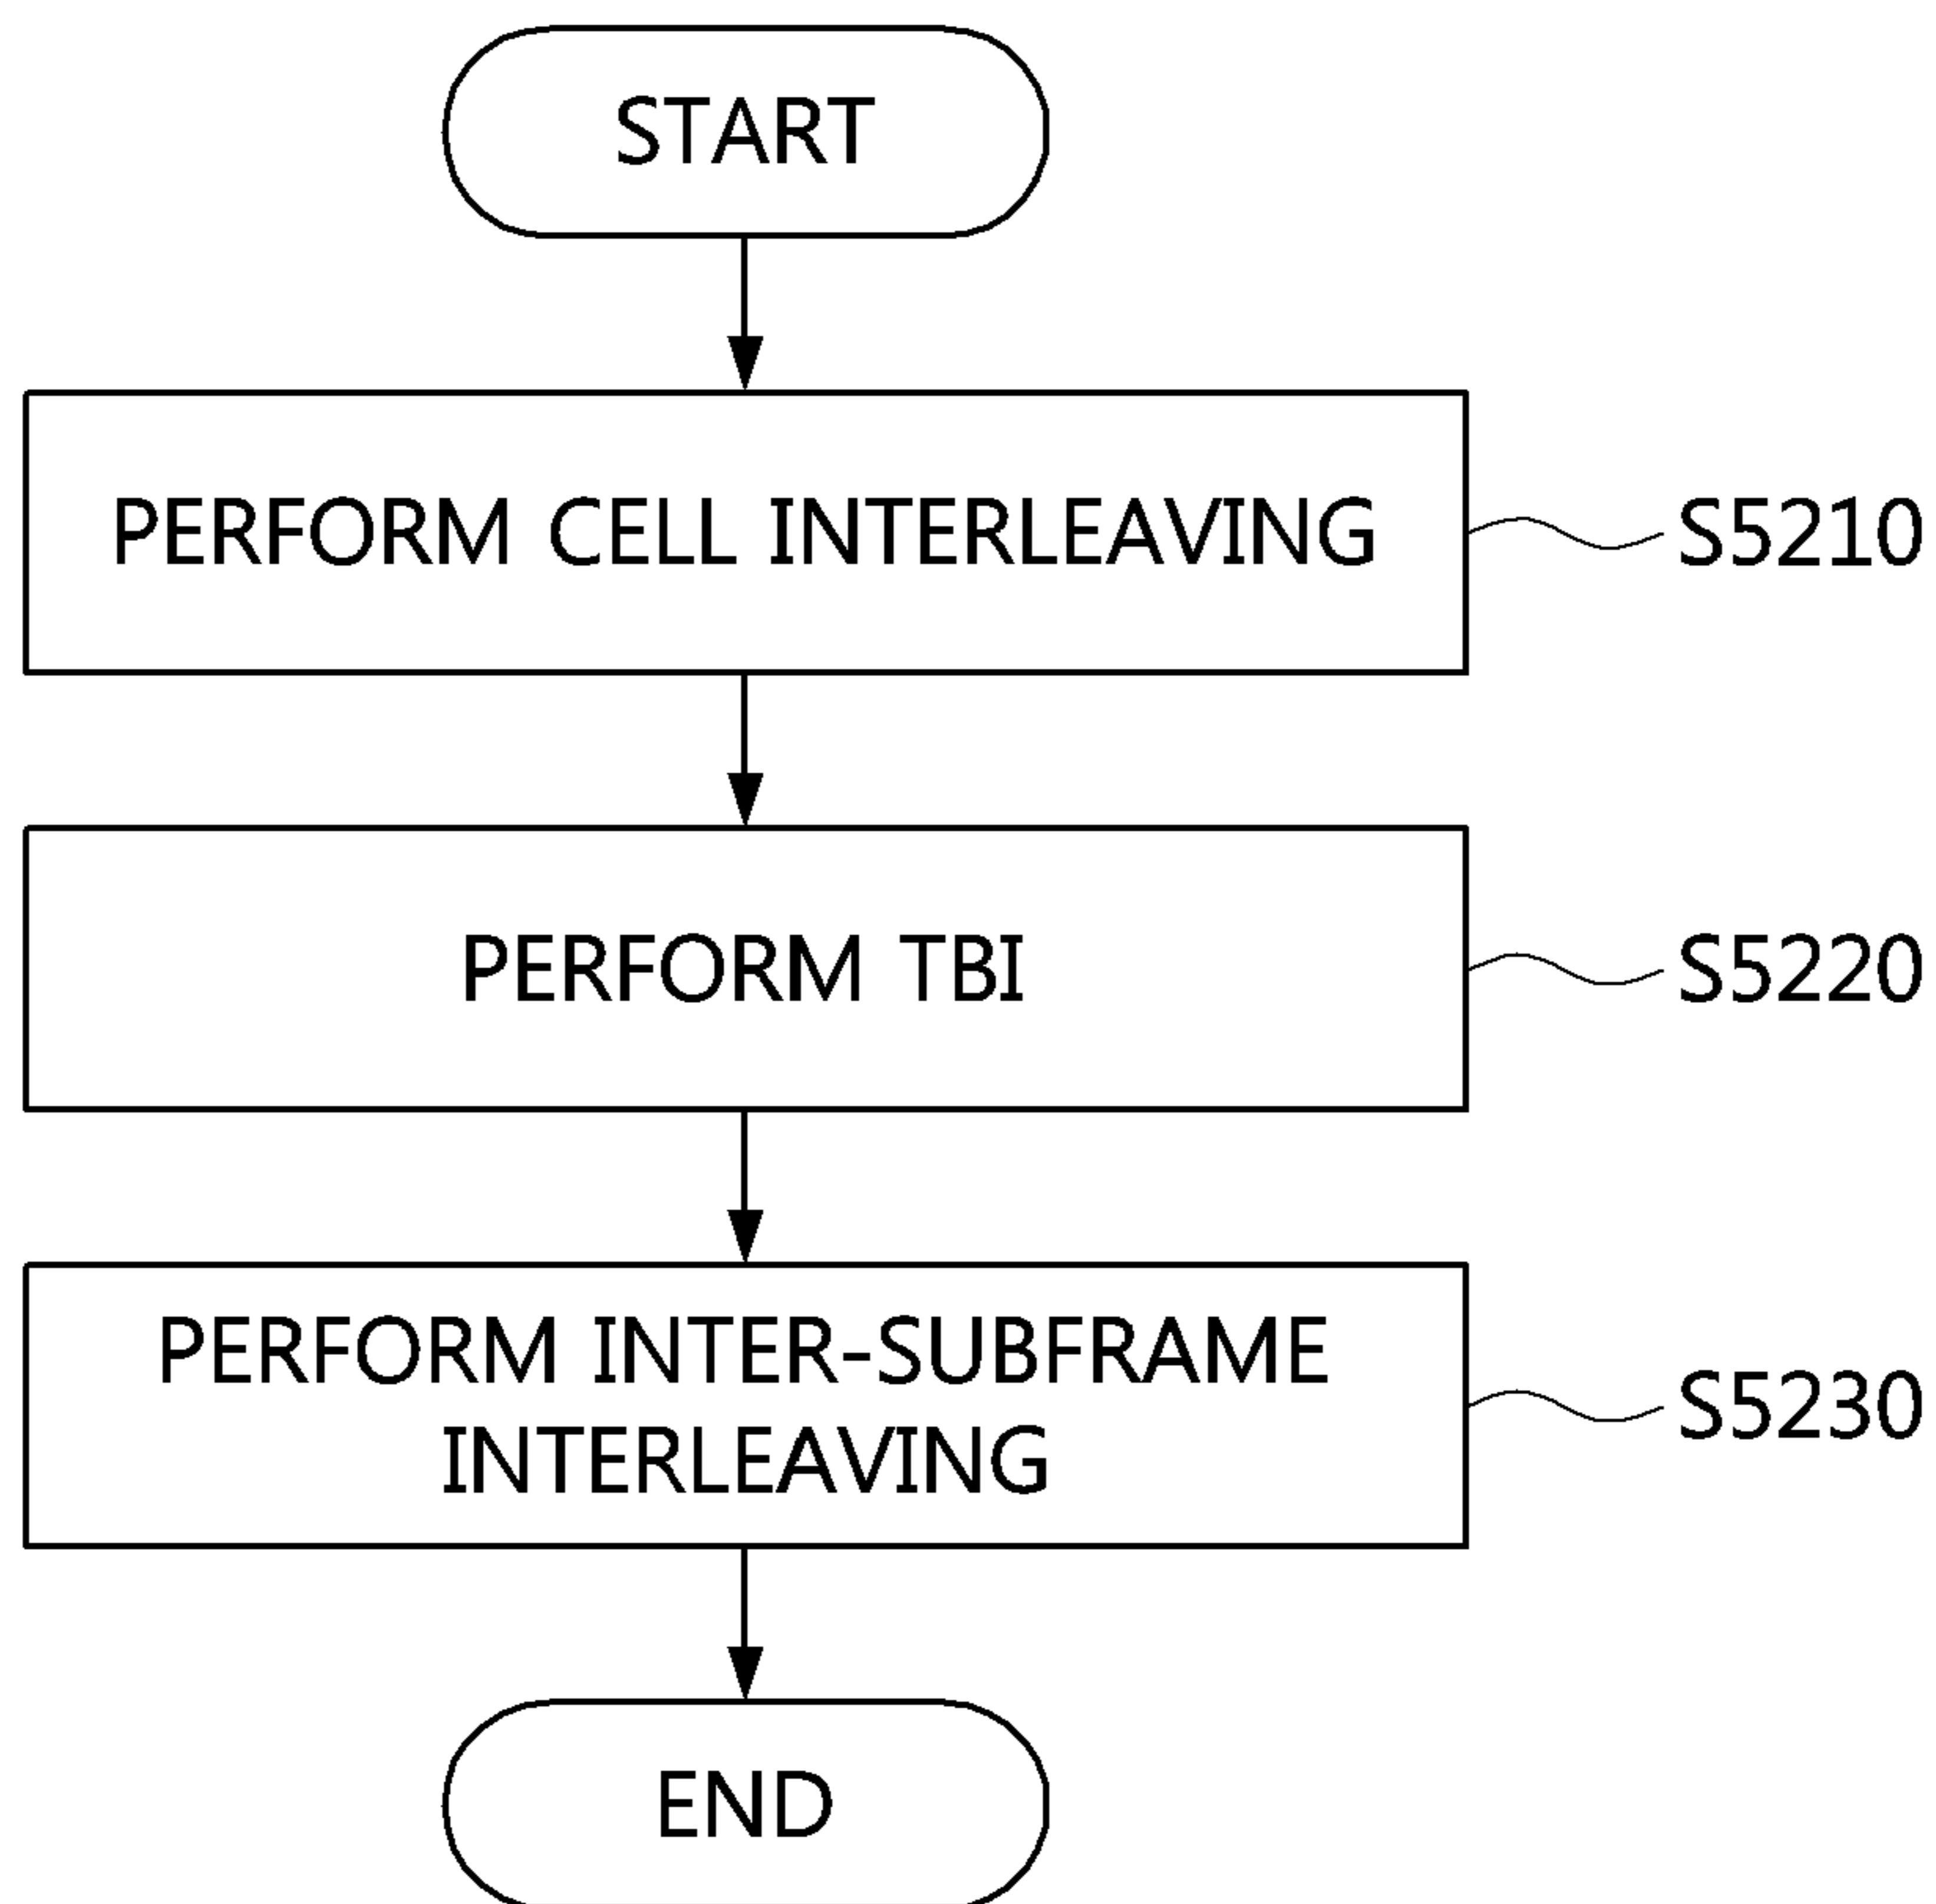 START
PERFORM CELL INTERLEAVING
S5210
PERFORM TBI
S5220
PERFORM INTER-SUBFRAME
INTERLEAVING
S5230
END